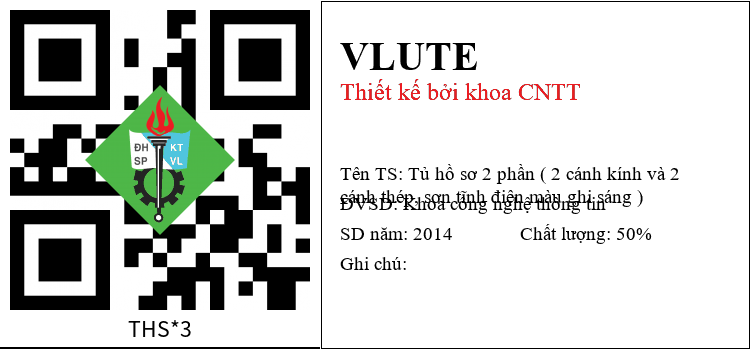 VLUTE
Thiết kế bởi khoa CNTT
ĐH KT
SP VL
Tên TS: Tủ hồ sơ 2 phần ( 2 cánh kính và 2
cánh thép, sơn tĩnh điện màu ghi sáng )
ĐVSD: Khoa công nghệ thông tin
SD năm: 2014 Chất lượng: 50%
Ghi chú:
THS*3